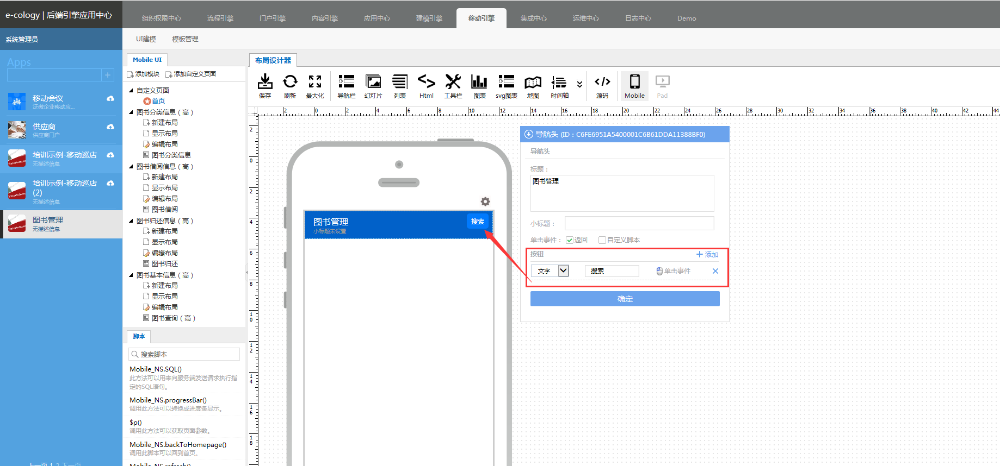 e-cology | 后端引擎应用中心
组织权限中心 流程引擎 门户引擎 内容引擎 应用中心 建模引擎 移动引擎 集成中心 运维中心 日志中心 Demo
系统管理员
UI建模 模板管理
Apps
+
移动会议
泛微企业移动应...
供应商
供应商门户
培训示例-移动巡店
无描述信息
培训示例-移动巡店
(2)
无描述信息
图书管理
无描述信息
上一页 1 2 下一页
Mobile UI
添加模块 添加自定义页面
自定义页面
首页
图书分类信息（高）
新建布局
显示布局
编辑布局
图书分类信息
图书借阅信息（高）
新建布局
显示布局
编辑布局
图书借阅
图书归还信息（高）
新建布局
显示布局
编辑布局
图书归还
图书基本信息（高）
新建布局
显示布局
编辑布局
图书查询（高）
脚本
搜索脚本
Mobile_NS.SQL()
此方法可以用来向服务端发送请求执行指
定的SQL语句。
Mobile_NS.progressBar()
调用此方法可以转换成进度条显示。
$p()
调用此方法可以获取页面参数。
Mobile_NS.backToHomepage()
调用此脚本可以回到首页。
Mobile_NS.refresh()
布局设计器
保存 刷新 最大化 导航栏 幻灯片 列表 Html 工具栏 图表 svg图表 地图 时间轴 源码 Mobile Pad
2 0 2 4 6 8 10 12 14 16 18 20 22 24 26 28 30 32 34 36 38 40 42 44
2
0
2
4
6
8
10
12
14
16
18
图书管理
小标题未设置
搜索
导航头 (ID：C6FE6951A5400001C6B61DDA11388BF0)
导航头
标题：
图书管理
小标题：
单击事件： 返回 自定义脚本
按钮 添加
文字 搜索 单击事件
确定